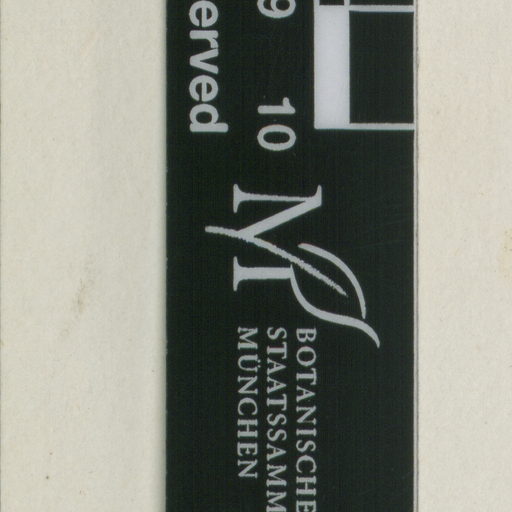 erved
9 10
M
BOTANISCHE
STAATSSAMM
MÜNCHEN